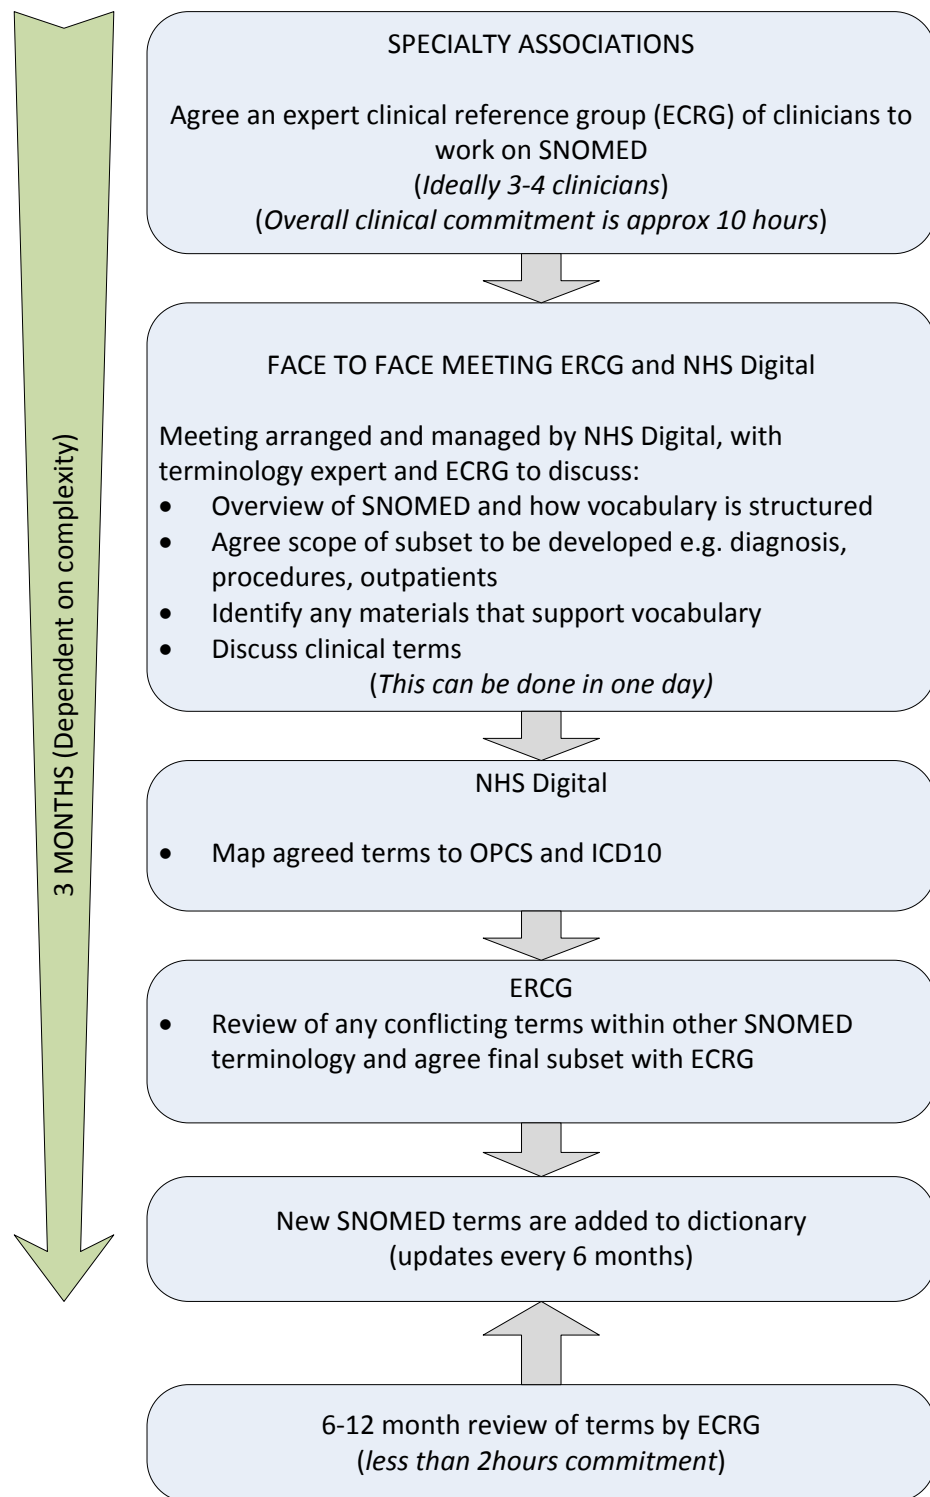 SPECIALTY ASSOCIATIONS
Agree an expert clinical reference group (ECRG) of clinicians to
work on SNOMED
(Ideally 3-4 clinicians)
(Overall clinical commitment is approx 10 hours)
FACE TO FACE MEETING ERCG and NHS Digital
Meeting arranged and managed by NHS Digital, with
terminology expert and ECRG to discuss:
• Overview of SNOMED and how vocabulary is structured
• Agree scope of subset to be developed e.g. diagnosis,
procedures, outpatients
• Identify any materials that support vocabulary
• Discuss clinical terms
(This can be done in one day)
3 MONTHS (Dependent on complexity)
NHS Digital
• Map agreed terms to OPCS and ICD10
ERCG
• Review of any conflicting terms within other SNOMED
terminology and agree final subset with ECRG
New SNOMED terms are added to dictionary
(updates every 6 months)
6-12 month review of terms by ECRG
(less than 2hours commitment)